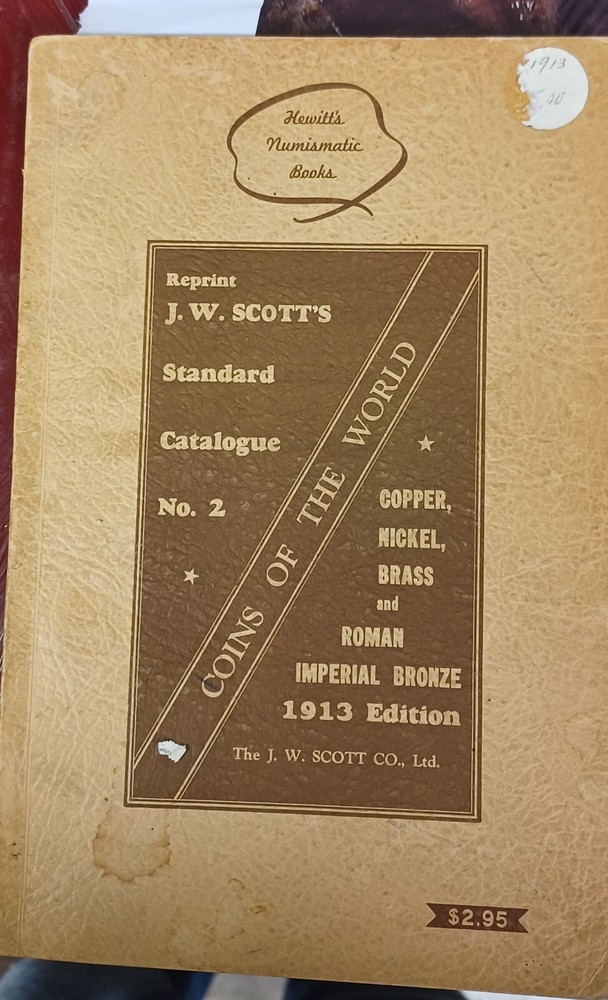 1913
Hewitt's
Numismatic
Books
Reprint
J. W. SCOTT'S
Standard
Catalogue
No. 2
COINS OF THE WORLD
COPPER,
NICKEL,
BRASS
and
ROMAN
IMPERIAL BRONZE
1913 Edition
The J. W. SCOTT CO., Ltd.
$2.95